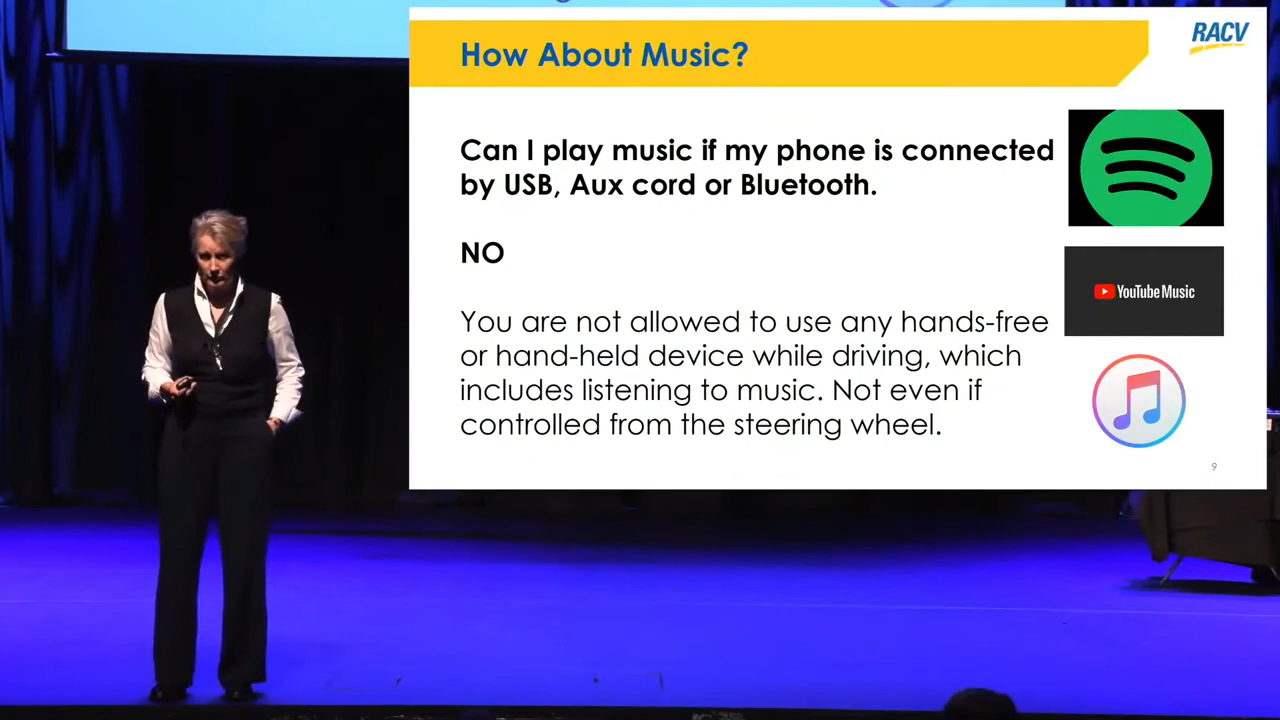 How About Music?
RACV
Can I play music if my phone is connected
by USB, Aux cord or Bluetooth.
NO
YouTube Music
You are not allowed to use any hands-free
or hand-held device while driving, which
includes listening to music. Not even if
controlled from the steering wheel.
9